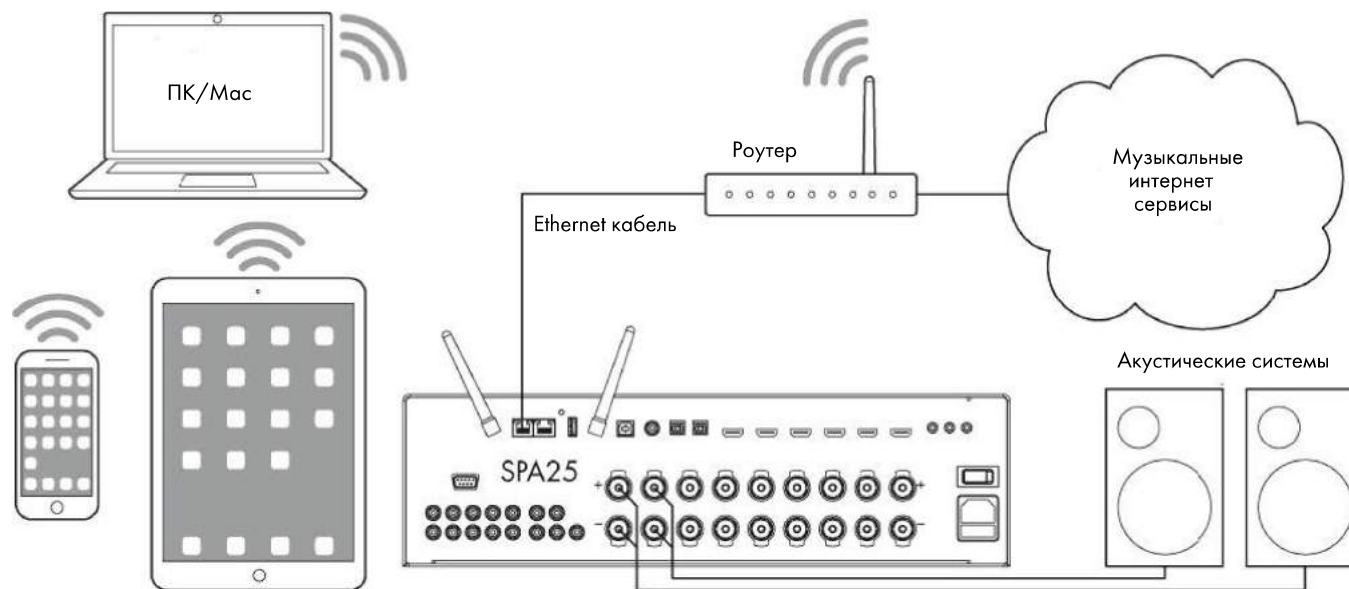 ПК/Mac
Роутер
Музыкальные
интернет
сервисы
Ethernet кабель
Акустические системы
SPA25
+ +
− −